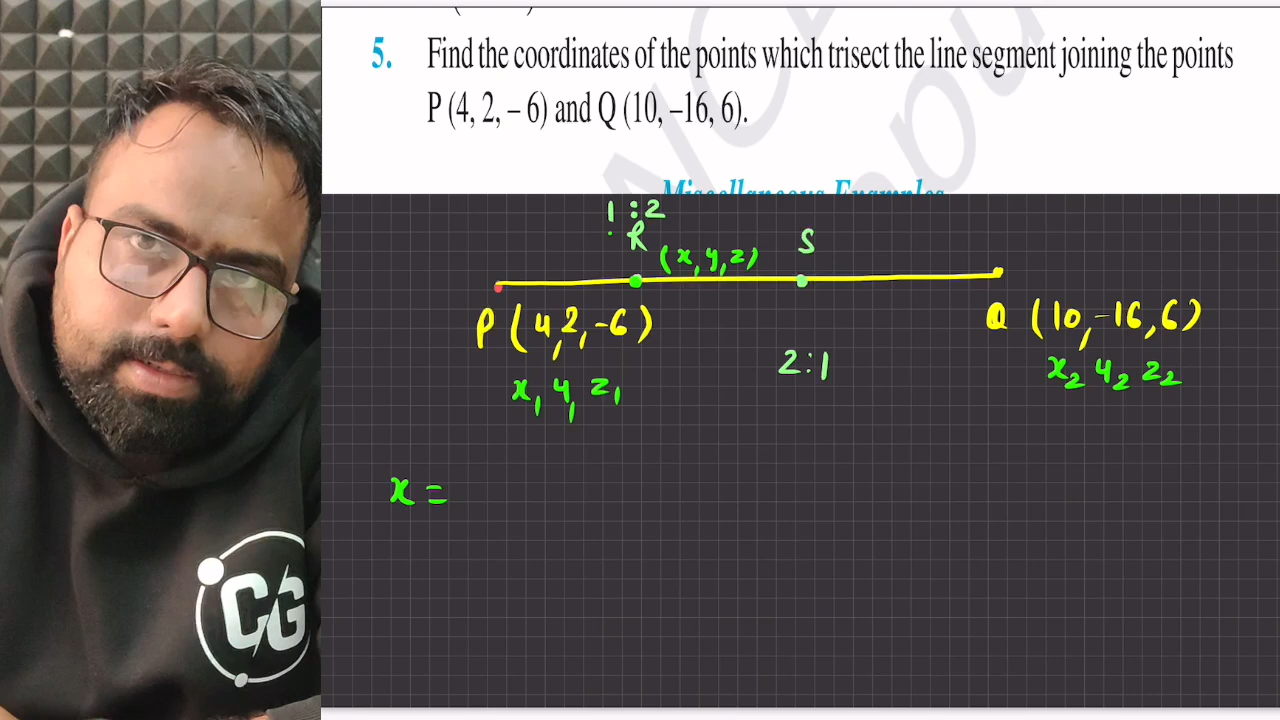 5. Find the coordinates of the points which trisect the line segment joining the points
P (4, 2, – 6) and Q (10, –16, 6).
Miscellaneous Examples
1 : 2
R
(x, y, z)
S
P (4, 2, -6)
Q (10, -16, 6)
x₁ y₁ z₁
2:1
x₂ y₂ z₂
x =
CG